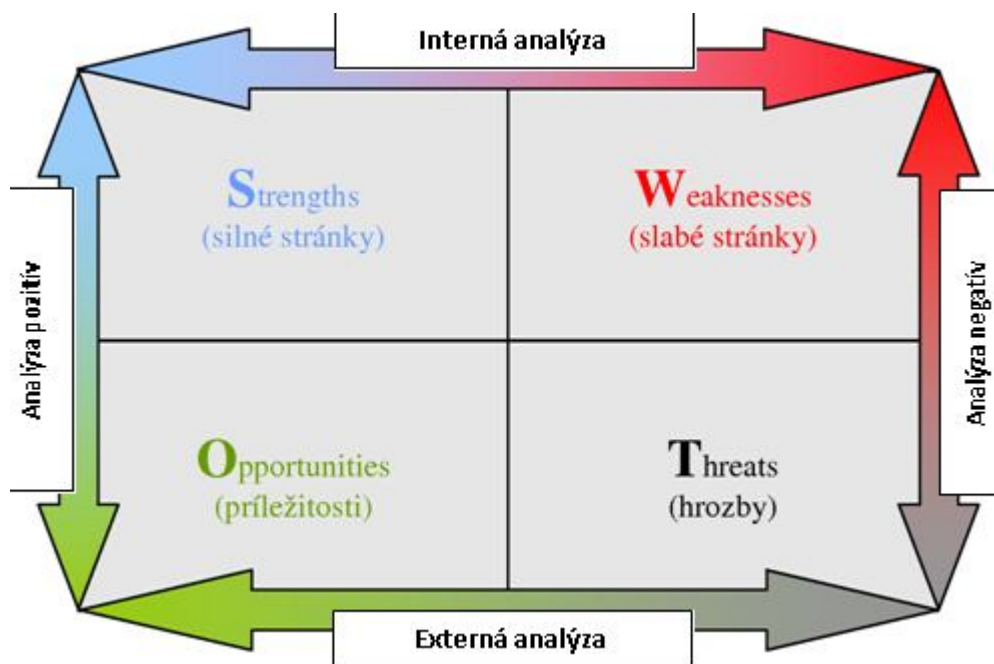 Interná analýza
Strengths
(silné stránky)
Weaknesses
(slabé stránky)
Analýza pozitív
Analýza negatív
Opportunities
(príležitosti)
Threats
(hrozby)
Externá analýza